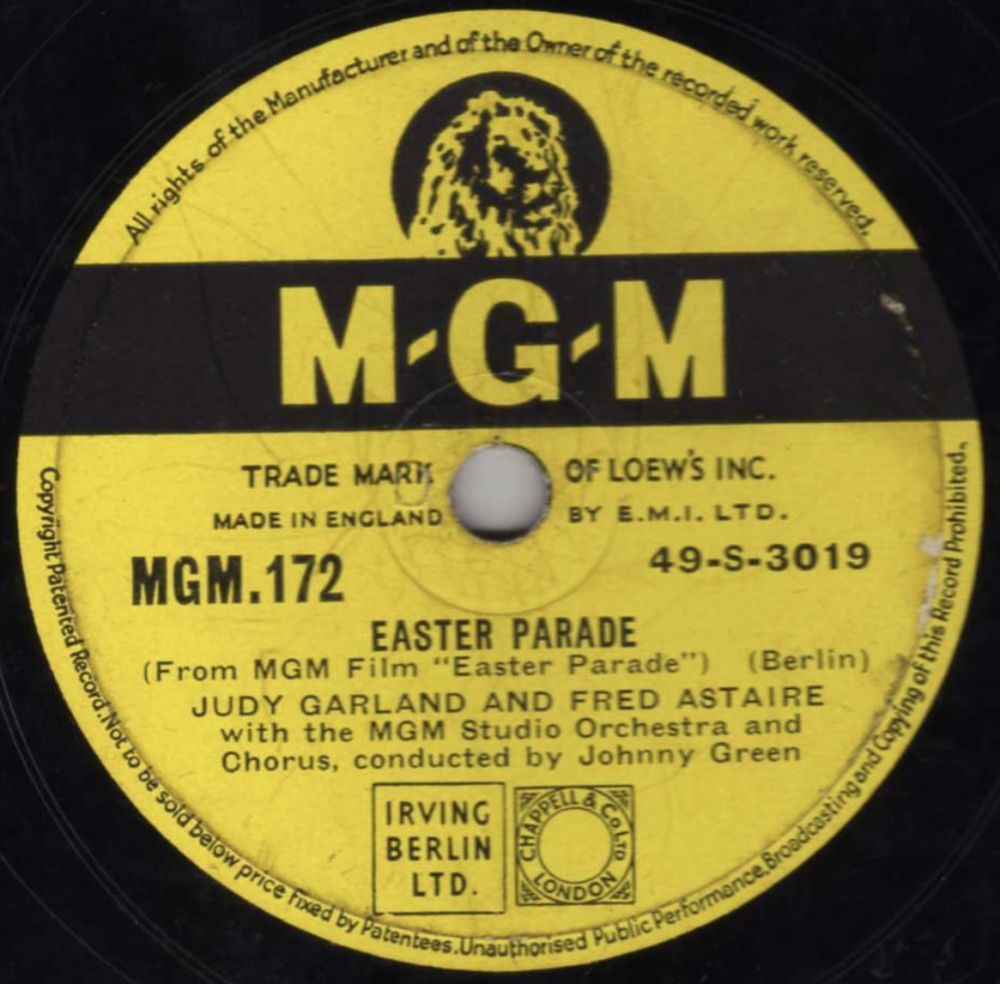 All rights of the Manufacturer and of the Owner of the recorded work reserved.
M-G-M
TRADE MARK OF LOEW'S INC.
MADE IN ENGLAND BY E.M.I. LTD.
MGM.172 49-S-3019
EASTER PARADE
(From MGM Film "Easter Parade") (Berlin)
JUDY GARLAND AND FRED ASTAIRE
with the MGM Studio Orchestra and
Chorus, conducted by Johnny Green
IRVING
BERLIN
LTD.
CHAPPELL & Co LTD
LONDON
Copyright Patented Record. Not to be sold below price fixed by Patentees. Unauthorised Public Performance, Broadcasting and Copying of this Record Prohibited.